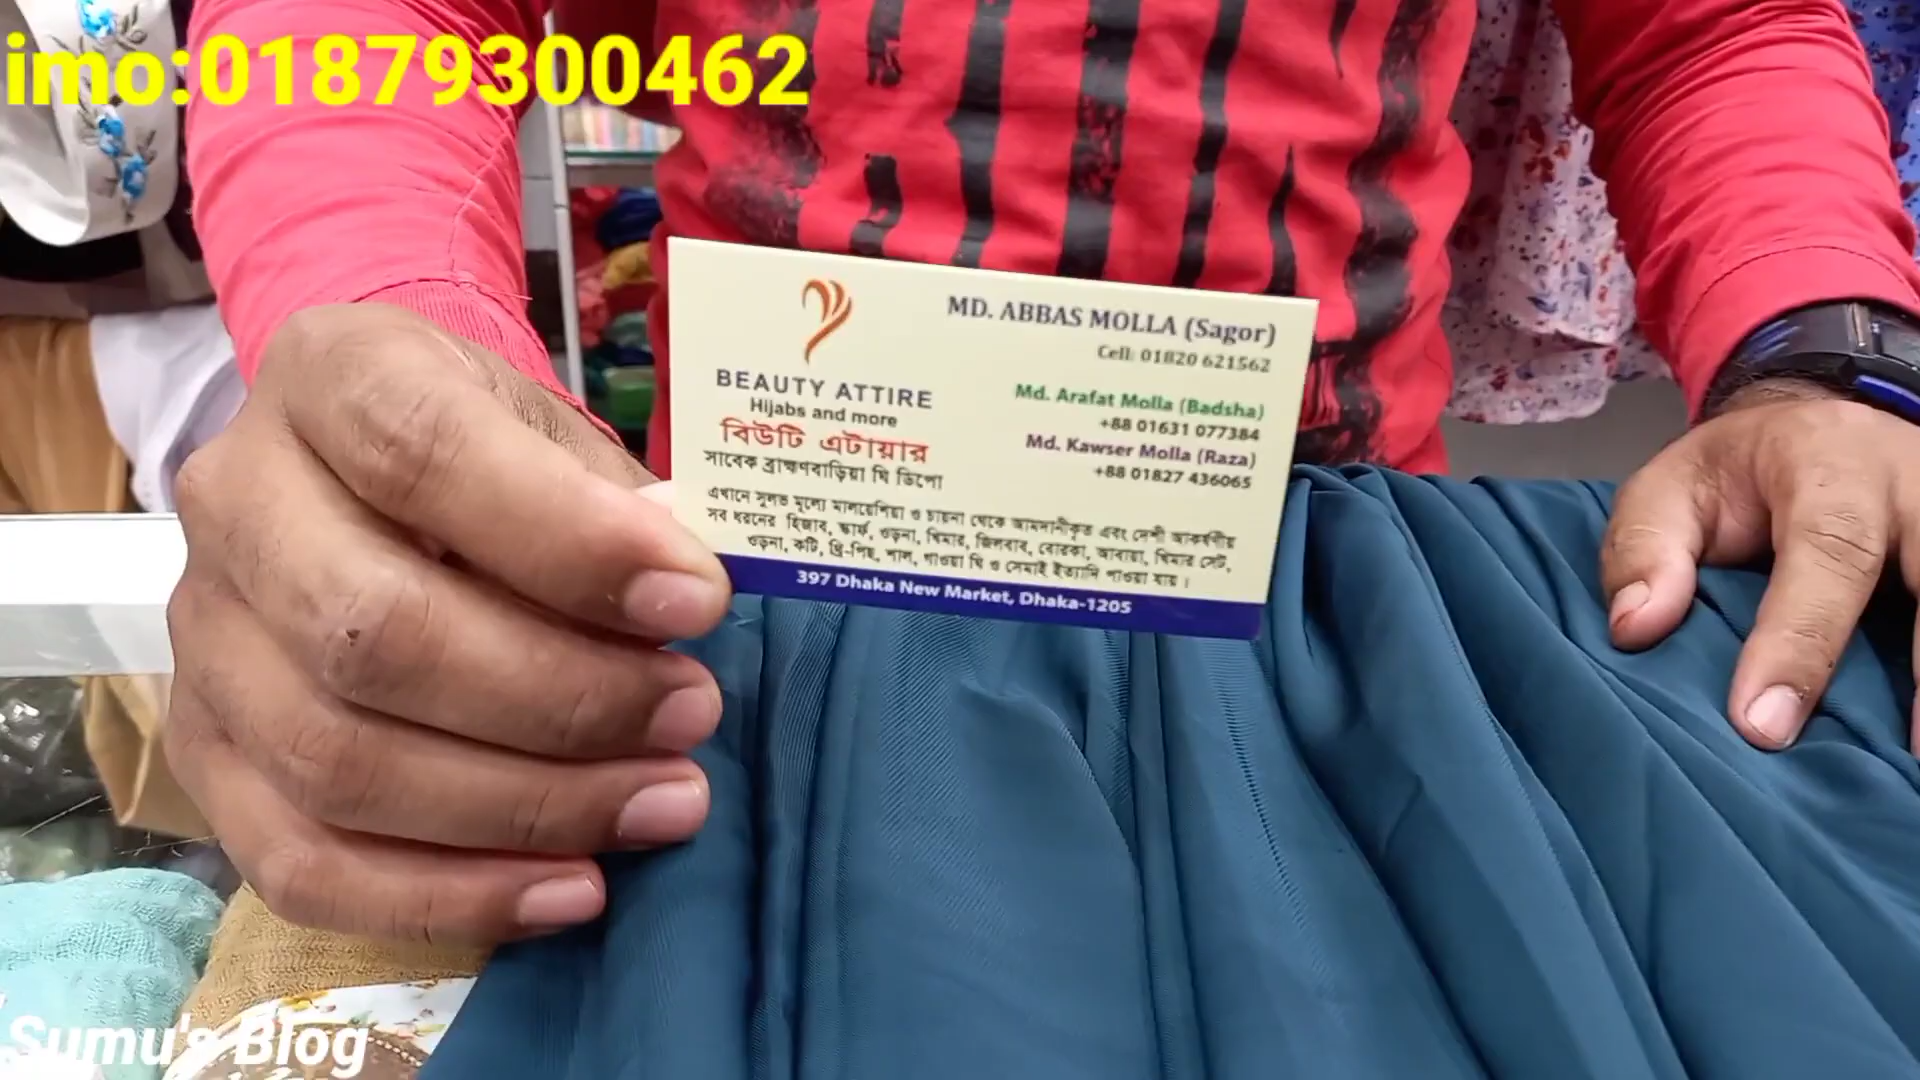 imo:01879300462
MD. ABBAS MOLLA (Sagor)
Cell: 01820 621562
BEAUTY ATTIRE
Hijabs and more
বিউটি এটায়ার
সাবেক ব্রাহ্মণবাড়িয়া ঘি ডিপো
Md. Arafat Molla (Badsha)
+88 01631 077384
Md. Kawser Molla (Raza)
+88 01827 436065
এখানে সুলভ মূল্যে মালয়েশিয়া ও চায়না থেকে আমদানীকৃত এবং দেশী আকর্ষণীয়
সব ধরনের হিজাব, স্কার্ফ, ওড়না, খিমার, জিলবাব, বোরকা, আবায়া, খিমার সেট,
ওড়না, কটি, থ্রি-পিছ, শাল, গাওয়া ঘি ও সেমাই ইত্যাদি পাওয়া যায়।
397 Dhaka New Market, Dhaka-1205
Sumu's Blog